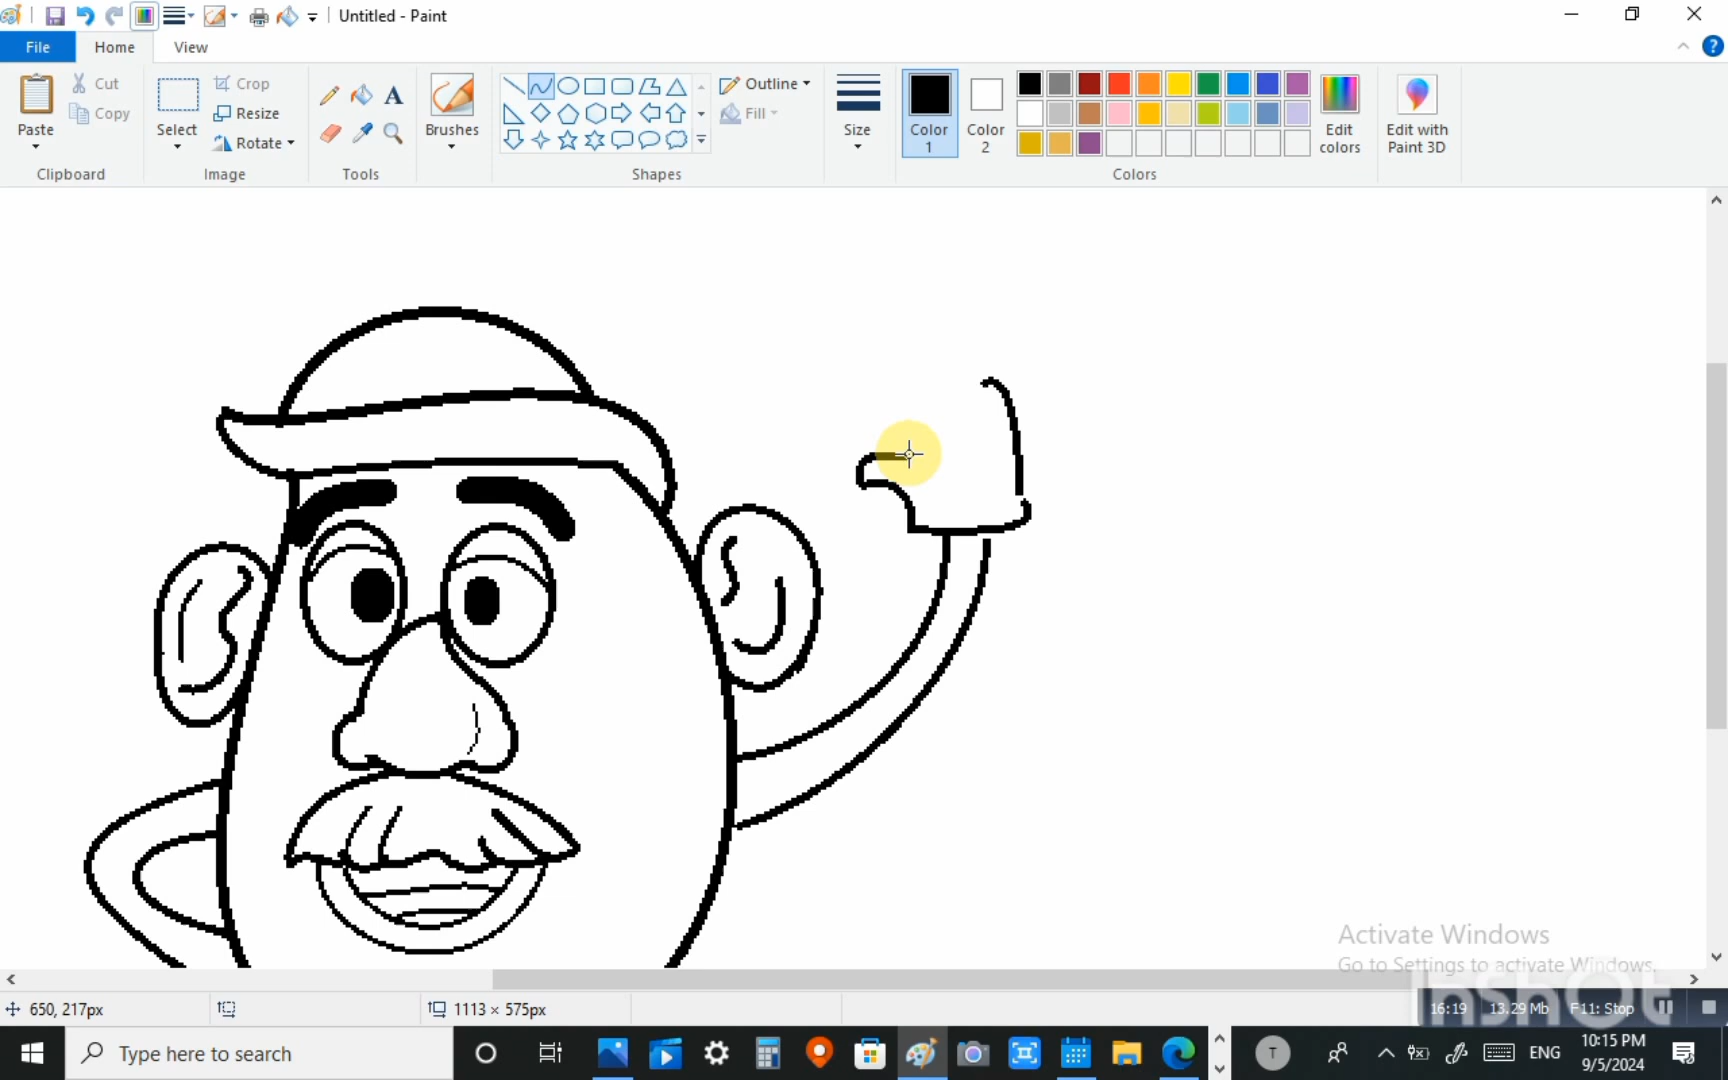 Untitled - Paint
File Home View
Paste
Cut
Copy
Clipboard
Select
Crop
Resize
Rotate
Image
A
Tools
Brushes
Shapes
Outline
Fill
Size
Color 1
Color 2
Edit colors
Colors
Edit with Paint 3D
Activate Windows
Go to Settings to activate Windows.
InShOt
650, 217px
1113 × 575px
16:19 13.29 Mb F11: Stop
Type here to search
T
ENG
10:15 PM
9/5/2024